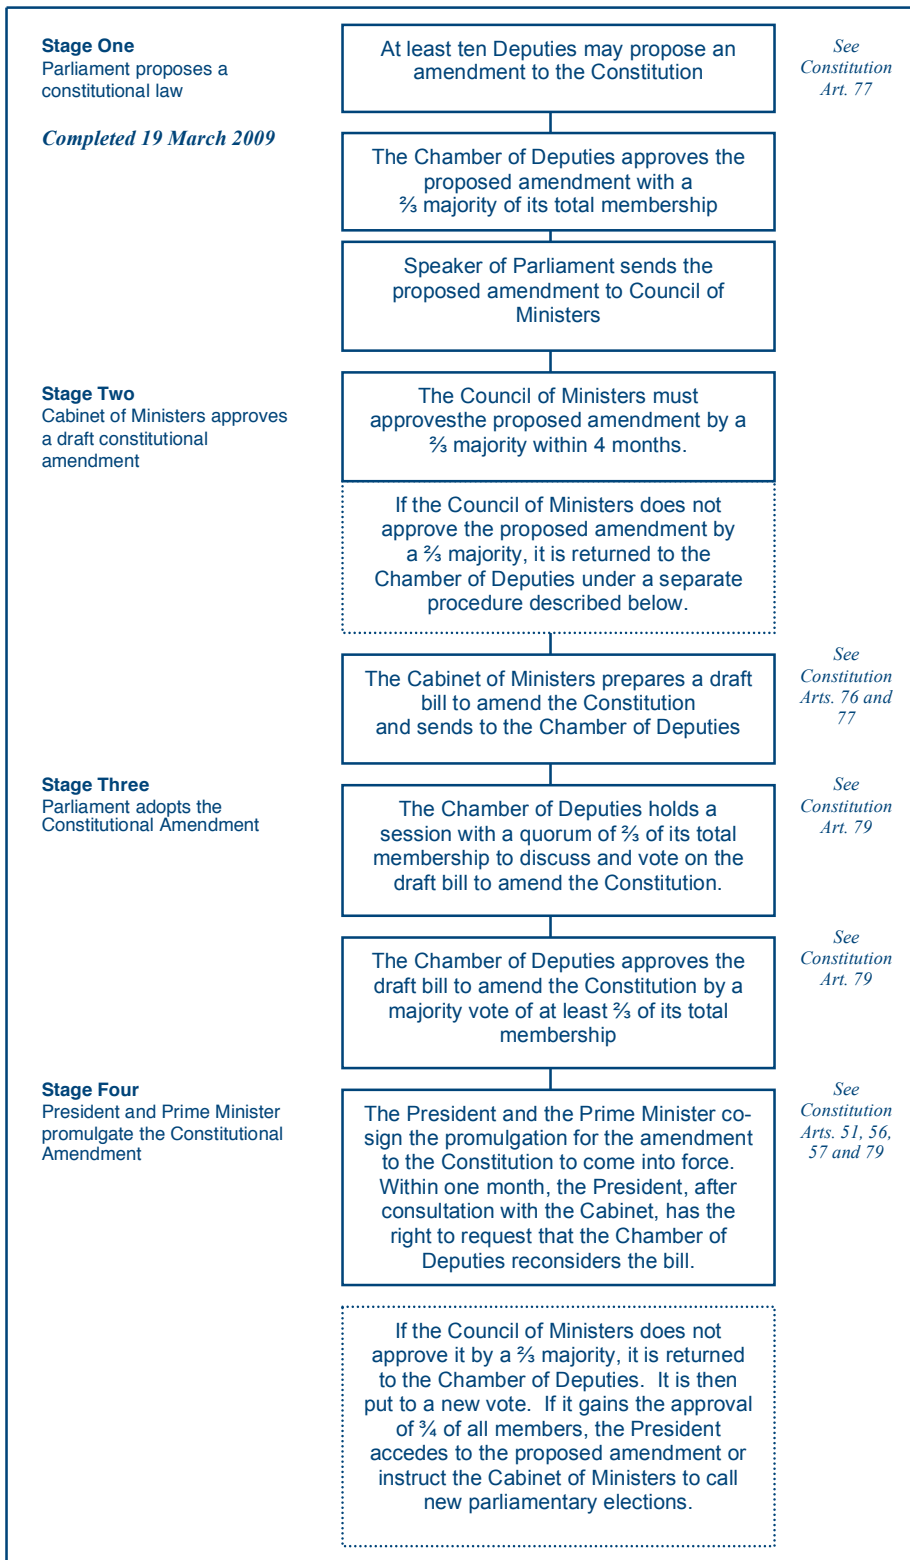 Stage One
Parliament proposes a
constitutional law
Completed 19 March 2009
At least ten Deputies may propose an
amendment to the Constitution
See
Constitution
Art. 77
The Chamber of Deputies approves the
proposed amendment with a
⅔ majority of its total membership
Speaker of Parliament sends the
proposed amendment to Council of
Ministers
Stage Two
Cabinet of Ministers approves
a draft constitutional
amendment
The Council of Ministers must
approvesthe proposed amendment by a
⅔ majority within 4 months.
If the Council of Ministers does not
approve the proposed amendment by
a ⅔ majority, it is returned to the
Chamber of Deputies under a separate
procedure described below.
The Cabinet of Ministers prepares a draft
bill to amend the Constitution
and sends to the Chamber of Deputies
See
Constitution
Arts. 76 and
77
Stage Three
Parliament adopts the
Constitutional Amendment
The Chamber of Deputies holds a
session with a quorum of ⅔ of its total
membership to discuss and vote on the
draft bill to amend the Constitution.
See
Constitution
Art. 79
The Chamber of Deputies approves the
draft bill to amend the Constitution by a
majority vote of at least ⅔ of its total
membership
See
Constitution
Art. 79
Stage Four
President and Prime Minister
promulgate the Constitutional
Amendment
The President and the Prime Minister co-
sign the promulgation for the amendment
to the Constitution to come into force.
Within one month, the President, after
consultation with the Cabinet, has the
right to request that the Chamber of
Deputies reconsiders the bill.
See
Constitution
Arts. 51, 56,
57 and 79
If the Council of Ministers does not
approve it by a ⅔ majority, it is returned
to the Chamber of Deputies.  It is then
put to a new vote.  If it gains the approval
of ¾ of all members, the President
accedes to the proposed amendment or
instruct the Cabinet of Ministers to call
new parliamentary elections.